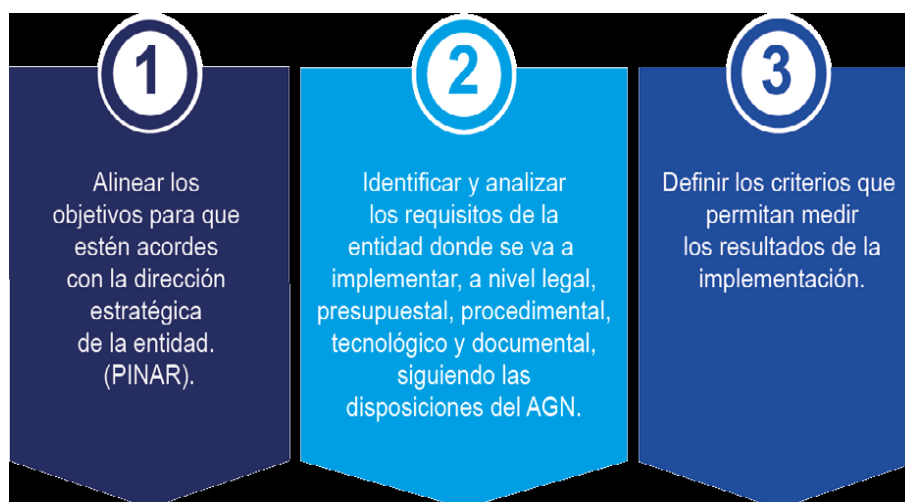 1
Alinear los
objetivos para que
estén acordes
con la dirección
estratégica
de la entidad.
(PINAR).
2
Identificar y analizar
los requisitos de la
entidad donde se va a
implementar, a nivel legal,
presupuestal, procedimental,
tecnológico y documental,
siguiendo las
disposiciones del AGN.
3
Definir los criterios que
permitan medir
los resultados de la
implementación.